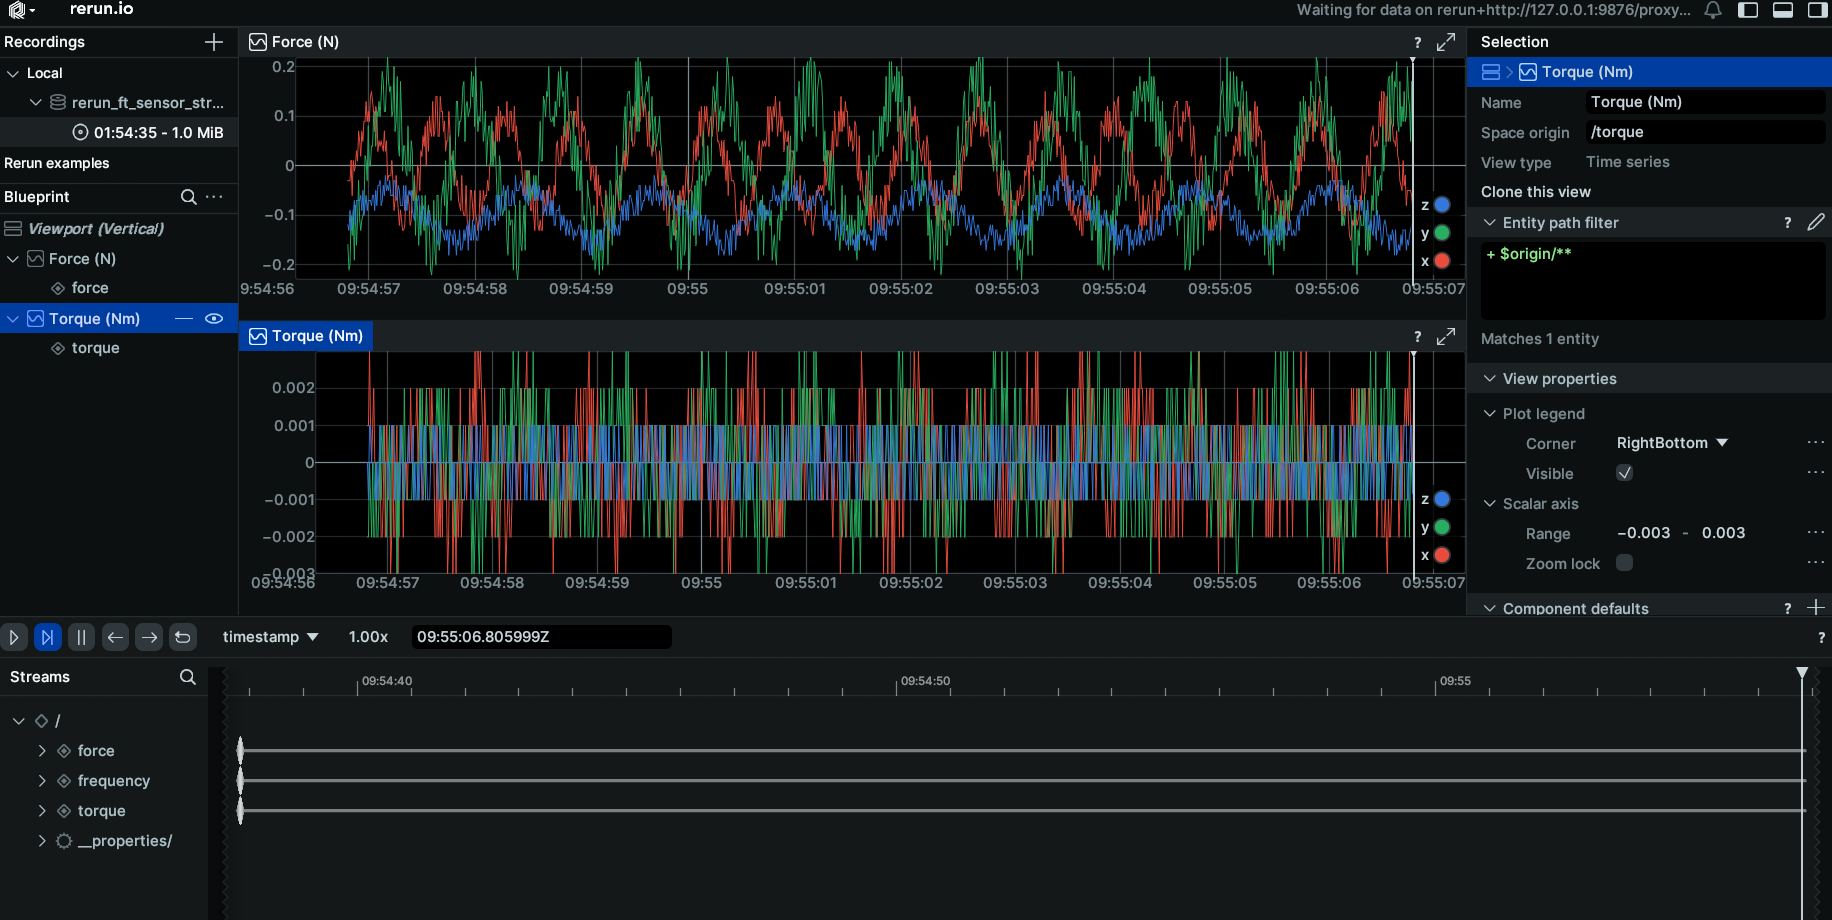 rerun.io
Waiting for data on rerun+http://127.0.0.1:9876/proxy...
Recordings
Local
rerun_ft_sensor_str...
01:54:35 - 1.0 MiB
Rerun examples
Blueprint
Viewport (Vertical)
Force (N)
force
Torque (Nm)
torque
Force (N)
?
0.2
0.1
0
−0.1
−0.2
z
y
x
9:54:56
09:54:57
09:54:58
09:54:59
09:55
09:55:01
09:55:02
09:55:03
09:55:04
09:55:05
09:55:06
09:55:07
Torque (Nm)
?
0.002
0.001
0
−0.001
−0.002
−0.003
z
y
x
09:54:56
09:54:57
09:54:58
09:54:59
09:55
09:55:01
09:55:02
09:55:03
09:55:04
09:55:05
09:55:06
09:55:07
Selection
Torque (Nm)
Name Torque (Nm)
Space origin /torque
View type Time series
Clone this view
Entity path filter ?
+ $origin/**
Matches 1 entity
View properties
Plot legend
Corner RightBottom
Visible
Scalar axis
Range −0.003 - 0.003
Zoom lock
Component defaults ?
timestamp 1.00x 09:55:06.805999Z ?
Streams
09:54:40
09:54:50
09:55
/
force
frequency
torque
__properties/